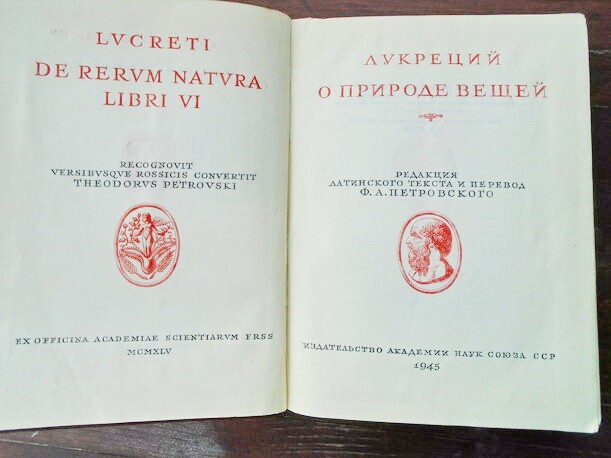 LVCRETI
DE RERVM NATVRA
LIBRI VI
RECOGNOVIT
VERSIBVSQVE ROSSICIS CONVERTIT
THEODORVS PETROVSKI
EX OFFICINA ACADEMIAE SCIENTIARVM FRSS
MCMXLV
ЛУКРЕЦИЙ
О ПРИРОДЕ ВЕЩЕЙ
РЕДАКЦИЯ
ЛАТИНСКОГО ТЕКСТА И ПЕРЕВОД
Ф. А. ПЕТРОВСКОГО
ИЗДАТЕЛЬСТВО АКАДЕМИИ НАУК СОЮЗА ССР
1945